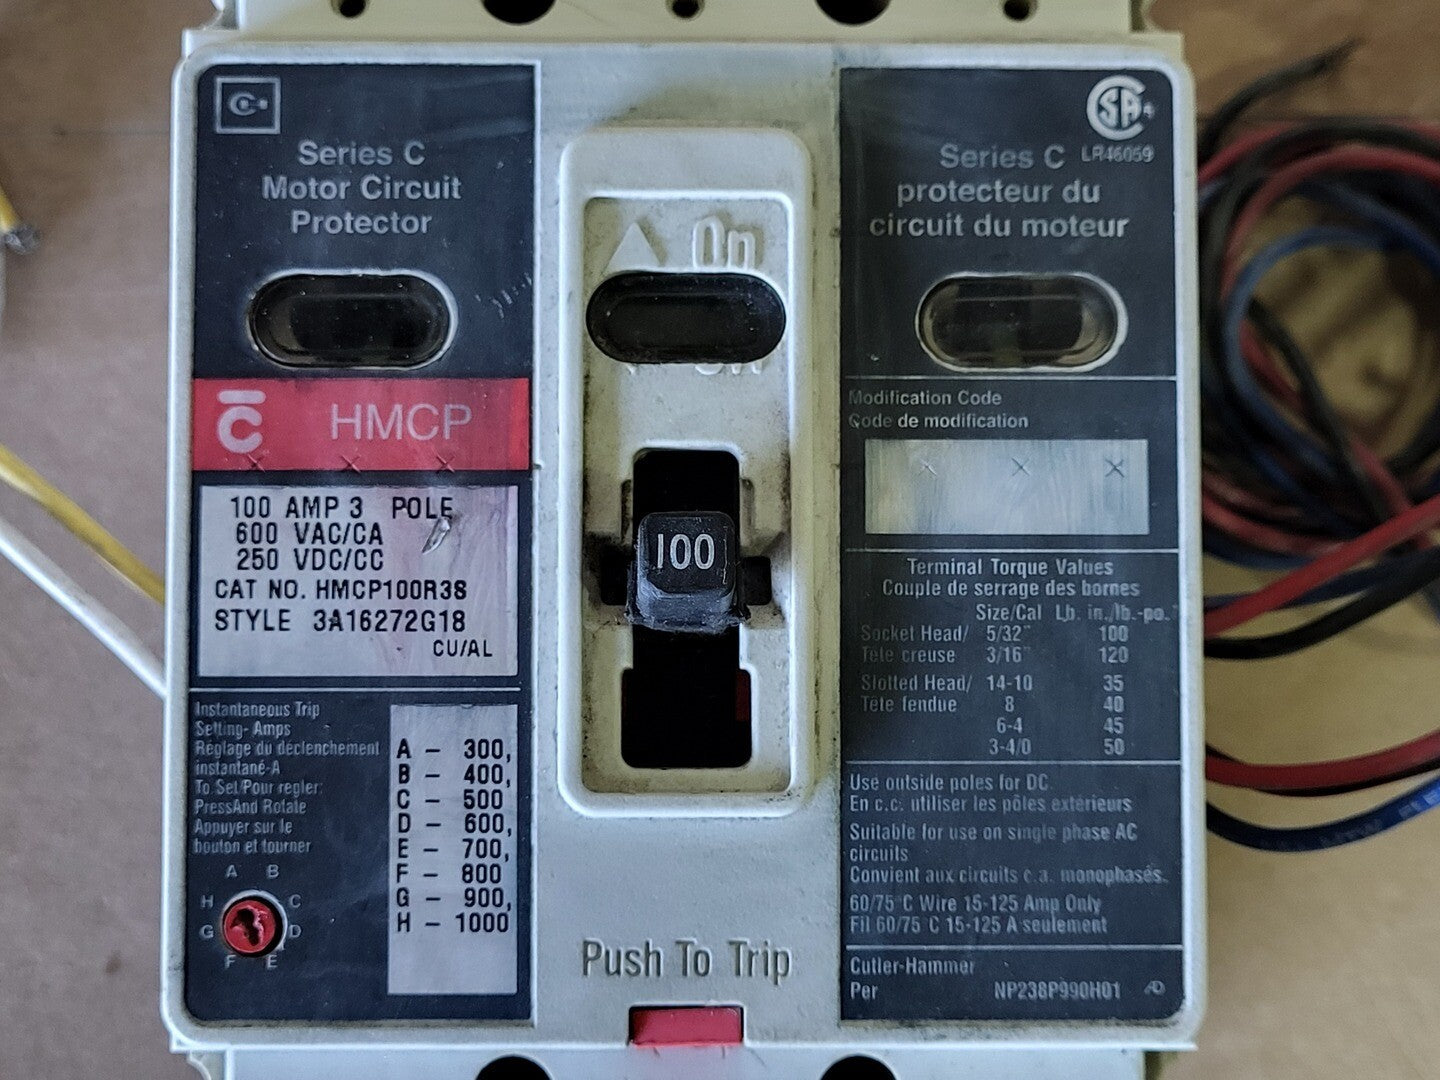 Series C
Motor Circuit
Protector
C HMCP
100 AMP 3 POLE
600 VAC/CA
250 VDC/CC
CAT NO. HMCP100R38
STYLE 3A16272G18
CU/AL
Instantaneous Trip
Setting- Amps
Réglage du déclenchement
instantané-A
To Set/Pour regler:
Press And Rotate
Appuyer sur le
bouton et tourner
A B
H C
G D
F E
A - 300,
B - 400,
C - 500
D - 600,
E - 700,
F - 800
G - 900,
H - 1000
On
100
Push To Trip
SA
LR46059
Series C
protecteur du
circuit du moteur
Modification Code
Code de modification
Terminal Torque Values
Couple de serrage des bornes
Size/Cal Lb. in./lb.-po.
Socket Head/ 5/32" 100
Tête creuse 3/16" 120
Slotted Head/ 14-10 35
Tête fendue 8 40
6-4 45
3-4/0 50
Use outside poles for DC
En c.c. utiliser les pôles extérieurs
Suitable for use on single phase AC
circuits
Convient aux circuits c.a. monophasés.
60/75°C Wire 15-125 Amp Only
Fil 60/75°C 15-125 A seulement
Cutler-Hammer
Per NP238P990H01